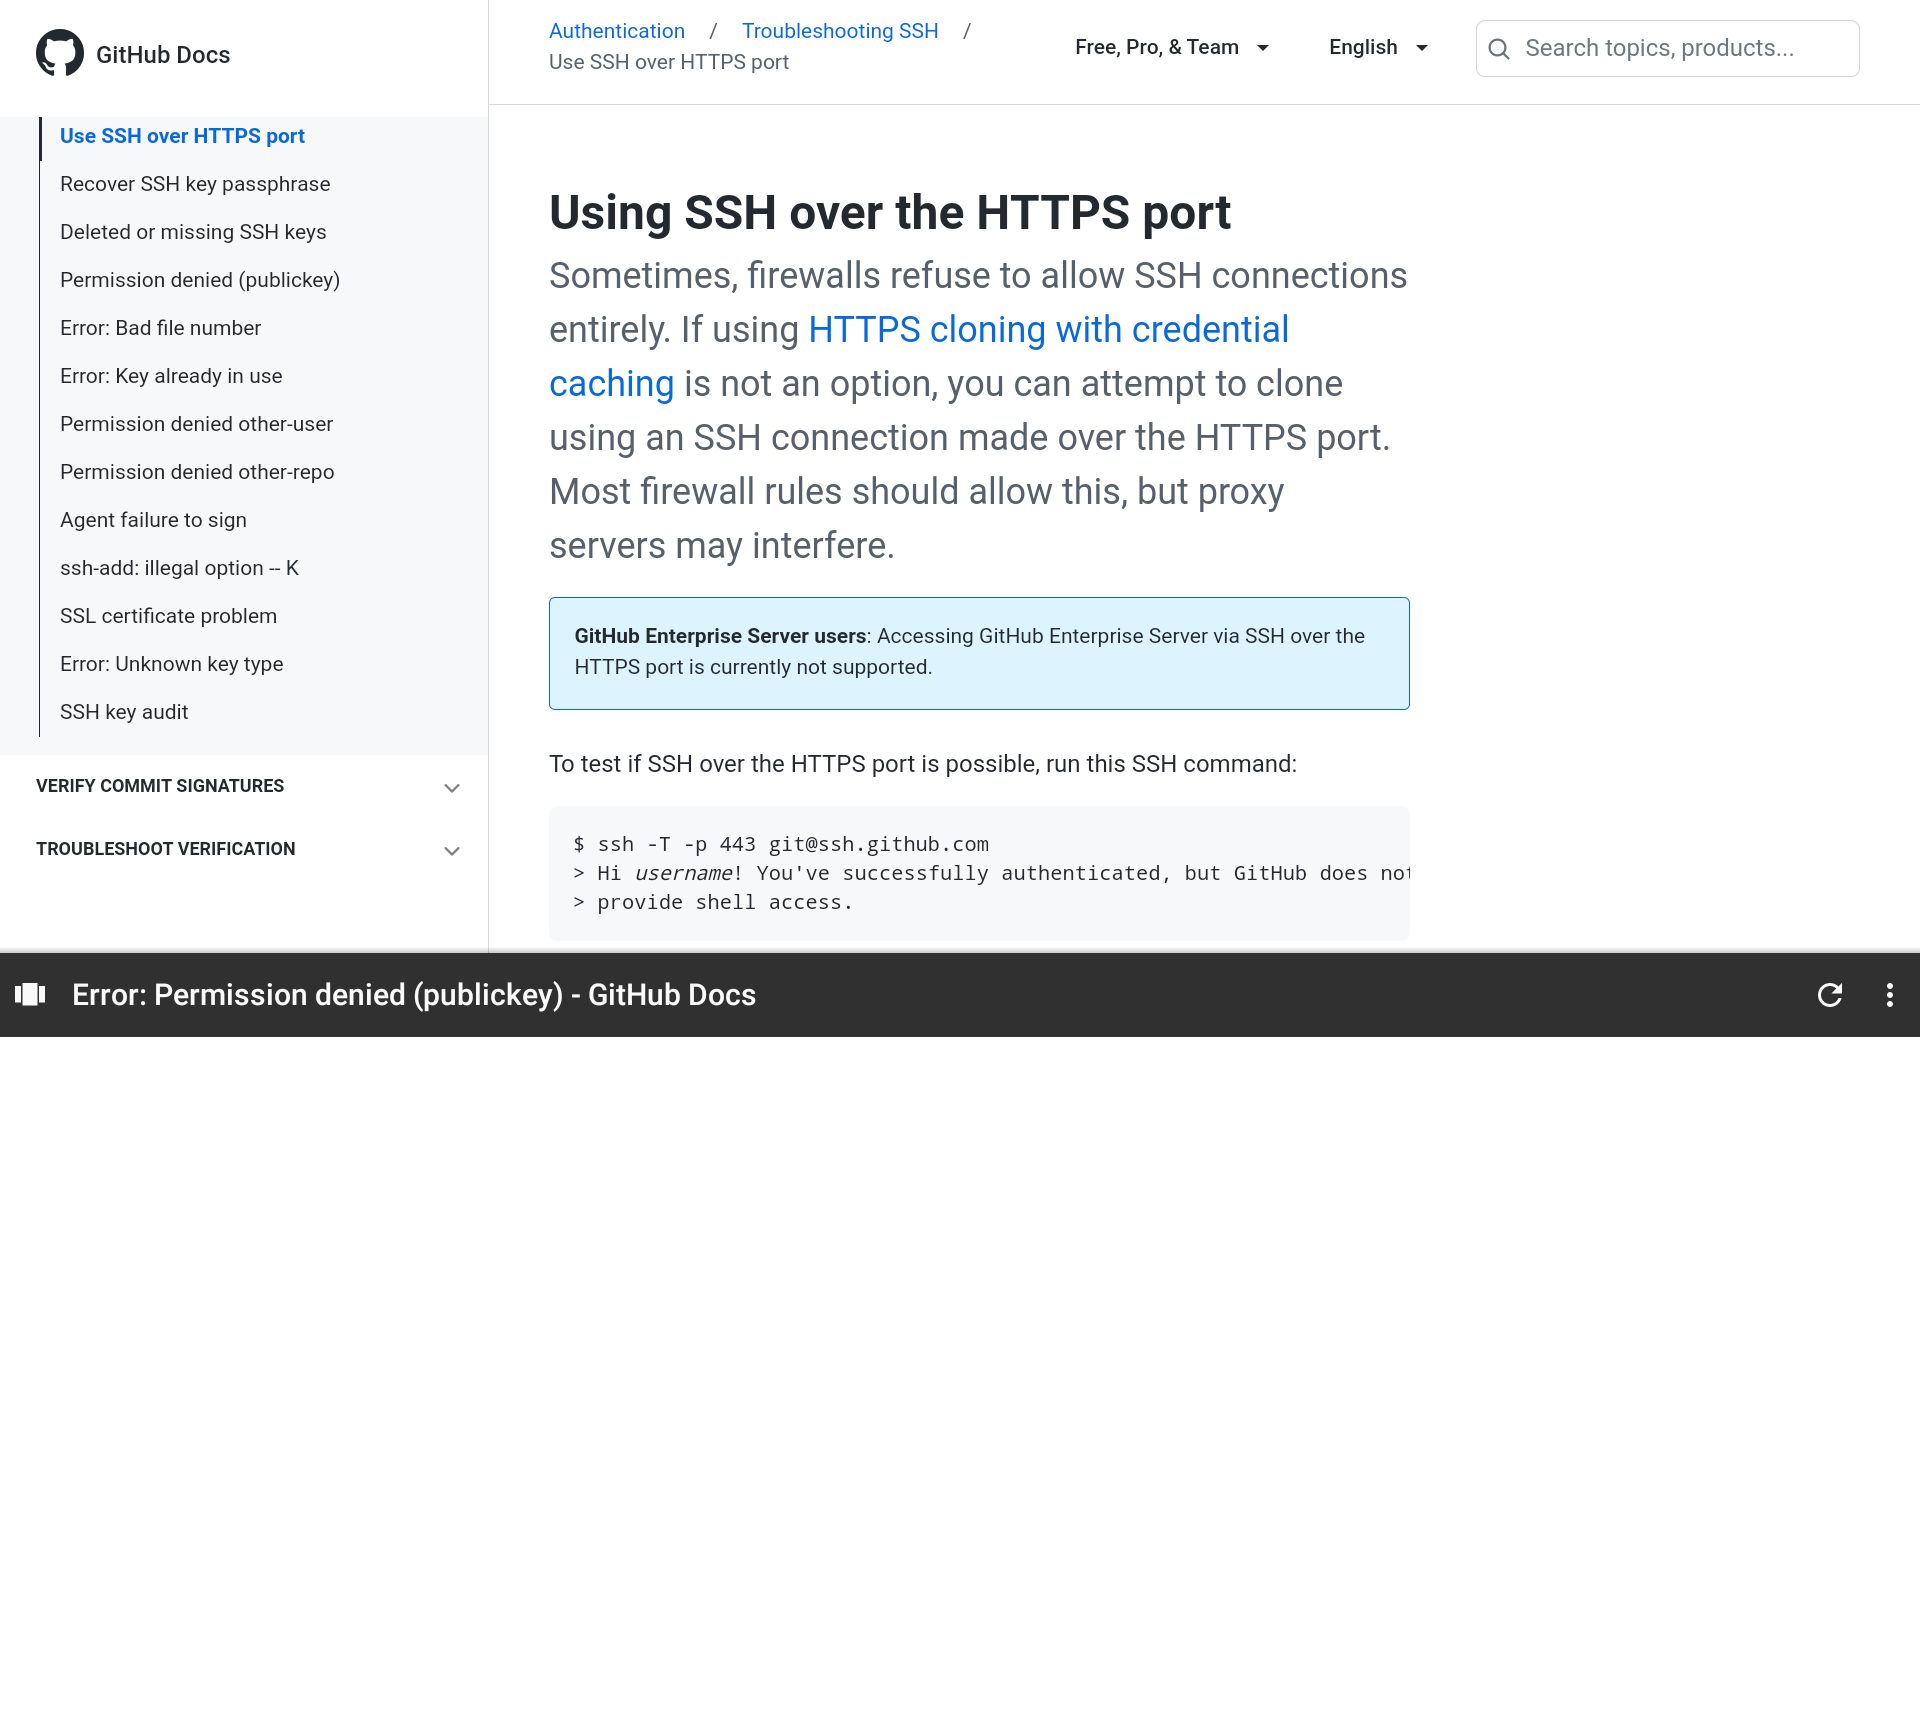 GitHub Docs
Authentication / Troubleshooting SSH /
Use SSH over HTTPS port
Free, Pro, & Team
English
Search topics, products...
Use SSH over HTTPS port
Recover SSH key passphrase
Deleted or missing SSH keys
Permission denied (publickey)
Error: Bad file number
Error: Key already in use
Permission denied other-user
Permission denied other-repo
Agent failure to sign
ssh-add: illegal option -- K
SSL certificate problem
Error: Unknown key type
SSH key audit
VERIFY COMMIT SIGNATURES
TROUBLESHOOT VERIFICATION
Using SSH over the HTTPS port
Sometimes, firewalls refuse to allow SSH connections
entirely. If using HTTPS cloning with credential
caching is not an option, you can attempt to clone
using an SSH connection made over the HTTPS port.
Most firewall rules should allow this, but proxy
servers may interfere.
GitHub Enterprise Server users: Accessing GitHub Enterprise Server via SSH over the
HTTPS port is currently not supported.
To test if SSH over the HTTPS port is possible, run this SSH command:
$ ssh -T -p 443 git@ssh.github.com
> Hi username! You've successfully authenticated, but GitHub does not
> provide shell access.
Error: Permission denied (publickey) - GitHub Docs